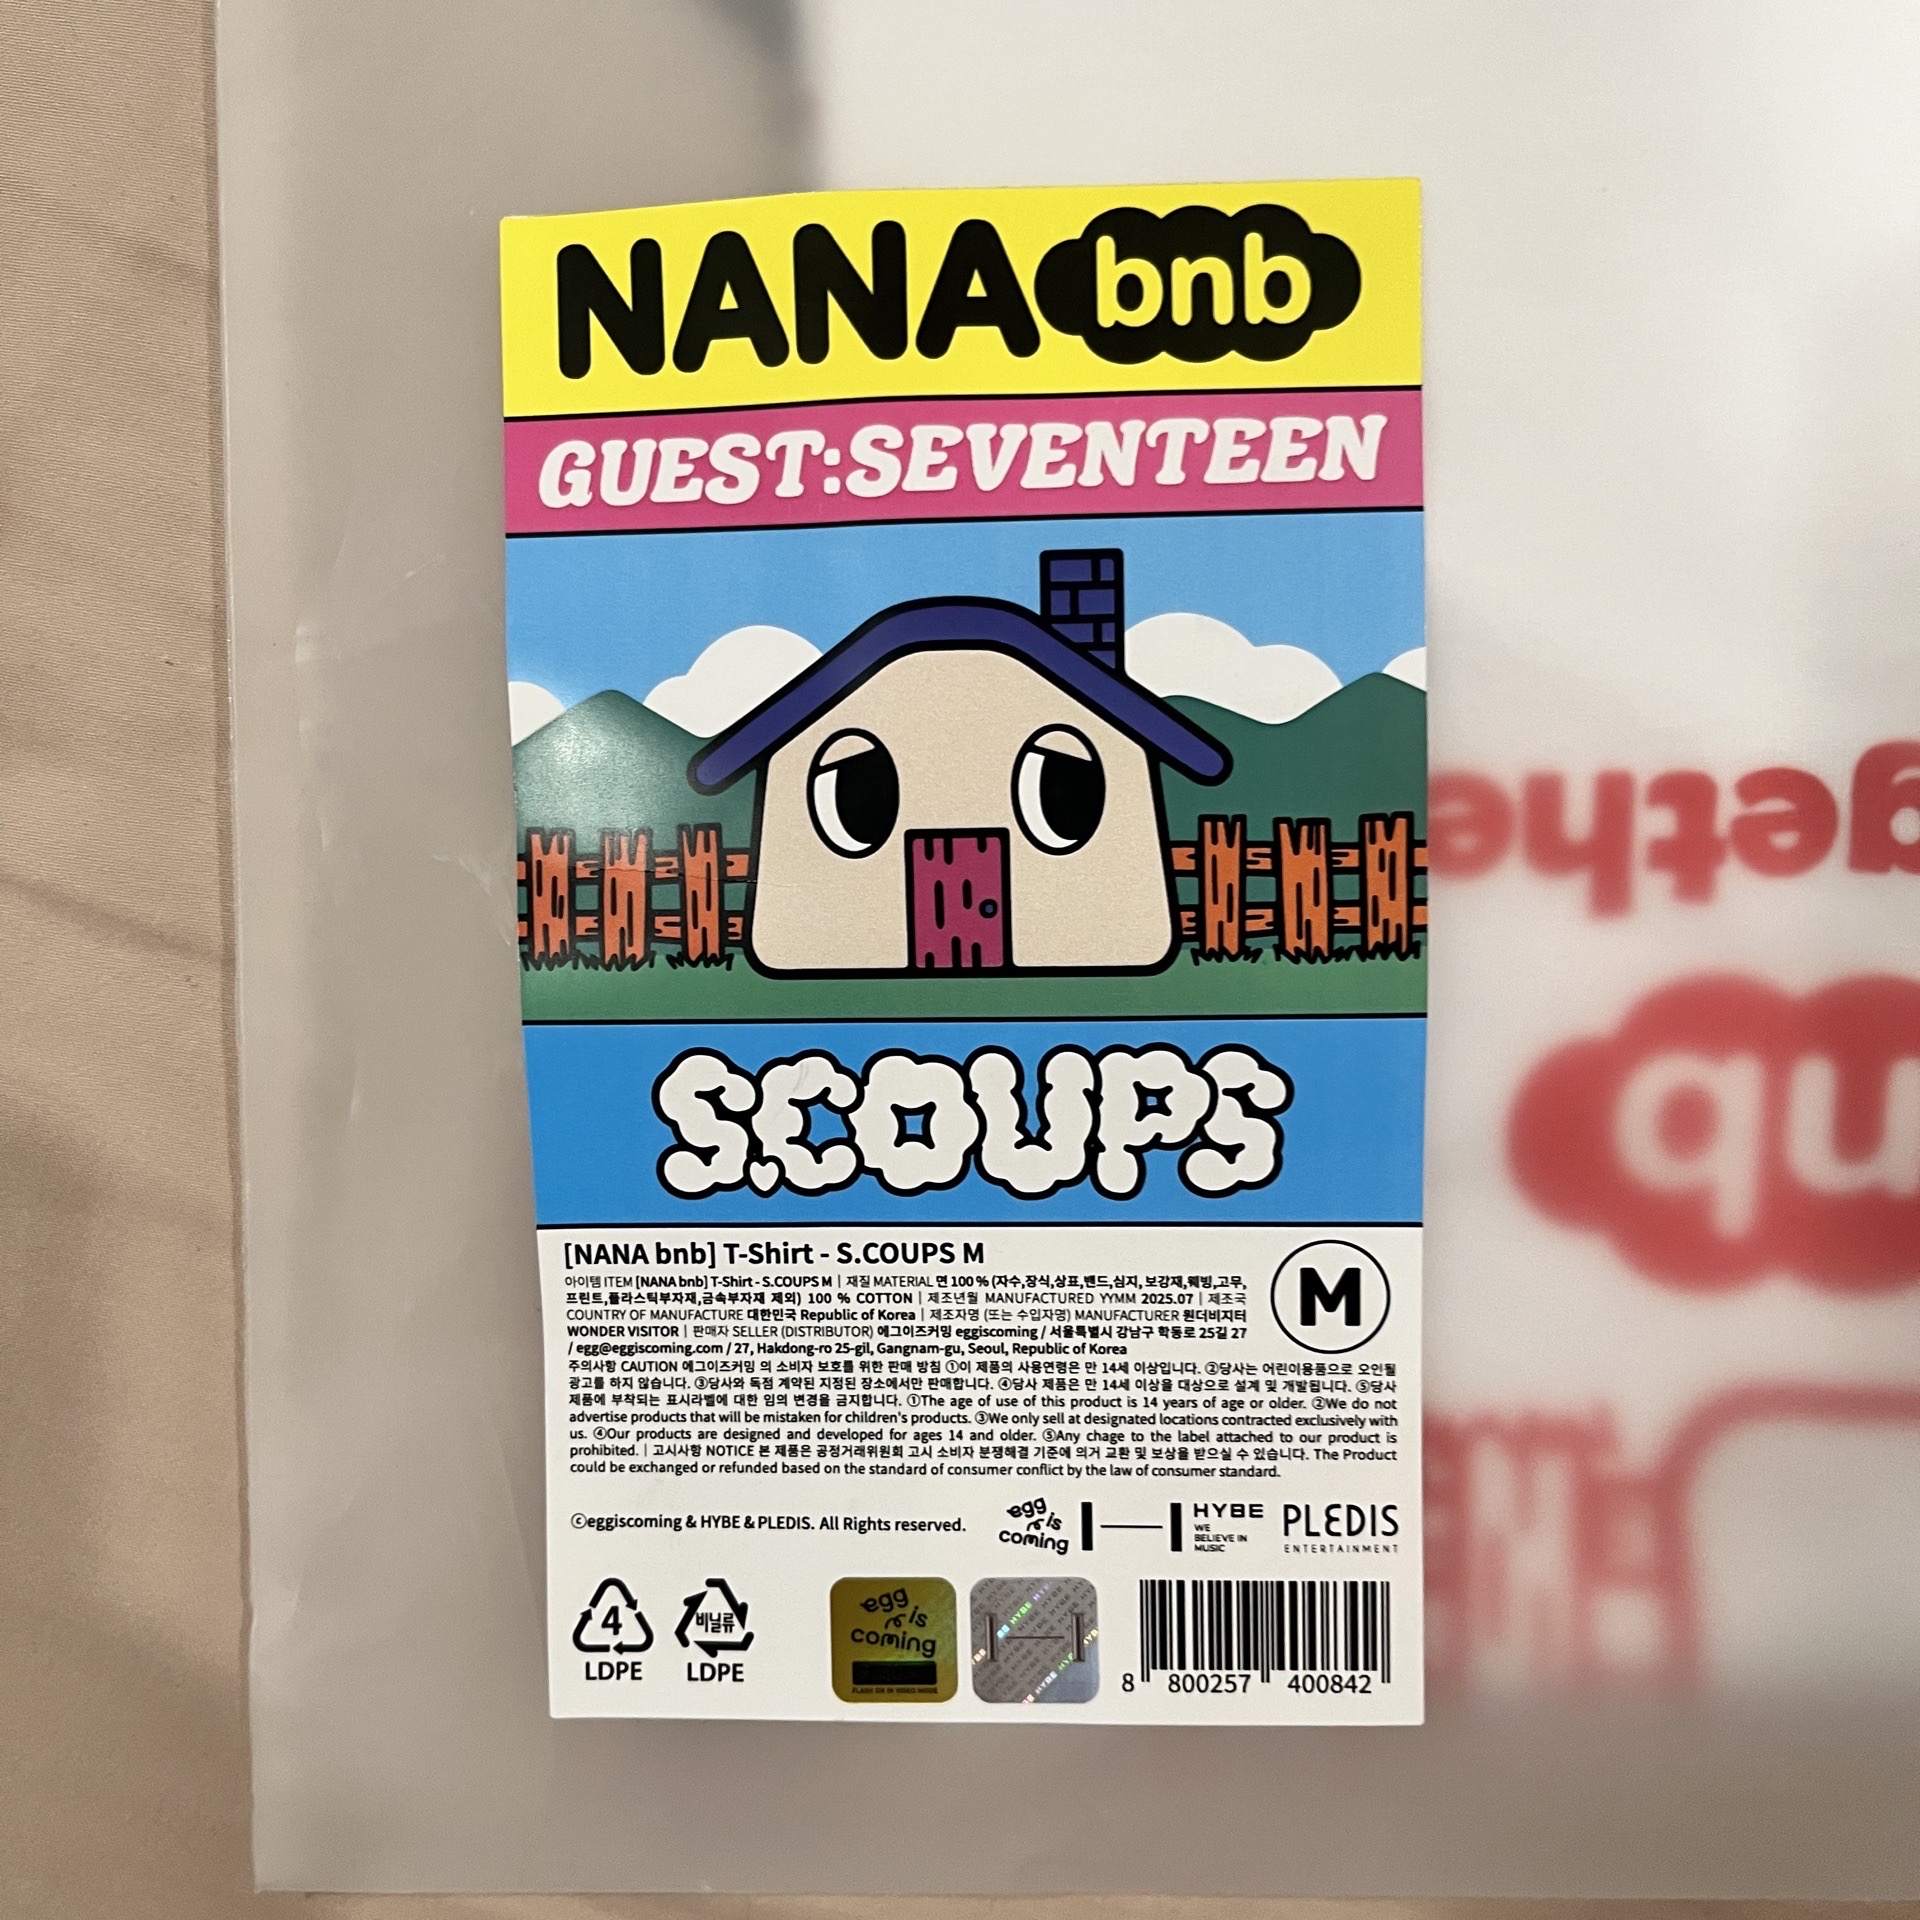 NANA bnb
GUEST:SEVENTEEN
S.COUPS
[NANA bnb] T-Shirt - S.COUPS M
M
아이템 ITEM [NANA bnb] T-Shirt - S.COUPS M | 재질 MATERIAL 면 100 % (자수,장식,상표,밴드,심지, 보강재,웨빙,고무,
프린트,플라스틱부자재,금속부자재 제외) 100 % COTTON | 제조년월 MANUFACTURED YYMM 2025.07 | 제조국
COUNTRY OF MANUFACTURE 대한민국 Republic of Korea | 제조자명 (또는 수입자명) MANUFACTURER 원더비지터
WONDER VISITOR | 판매자 SELLER (DISTRIBUTOR) 에그이즈커밍 eggiscoming / 서울특별시 강남구 학동로 25길 27
/ egg@eggiscoming.com / 27, Hakdong-ro 25-gil, Gangnam-gu, Seoul, Republic of Korea
주의사항 CAUTION 에그이즈커밍 의 소비자 보호를 위한 판매 방침 ①이 제품의 사용연령은 만 14세 이상입니다. ②당사는 어린이용품으로 오인될
광고를 하지 않습니다. ③당사와 독점 계약된 지정된 장소에서만 판매합니다. ④당사 제품은 만 14세 이상을 대상으로 설계 및 개발됩니다. ⑤당사
제품에 부착되는 표시라벨에 대한 임의 변경을 금지합니다. ①The age of use of this product is 14 years of age or older. ②We do not
advertise products that will be mistaken for children's products. ③We only sell at designated locations contracted exclusively with
us. ④Our products are designed and developed for ages 14 and older. ⑤Any chage to the label attached to our product is
prohibited. | 고시사항 NOTICE 본 제품은 공정거래위원회 고시 소비자 분쟁해결 기준에 의거 교환 및 보상을 받으실 수 있습니다. The Product
could be exchanged or refunded based on the standard of consumer conflict by the law of consumer standard.
ⓒeggiscoming & HYBE & PLEDIS. All Rights reserved.
egg is coming
HYBE
WE
BELIEVE IN
MUSIC
PLEDIS
ENTERTAINMENT
4
LDPE
비닐류
LDPE
egg is coming
HYBE
8 800257 400842
gethe
nb